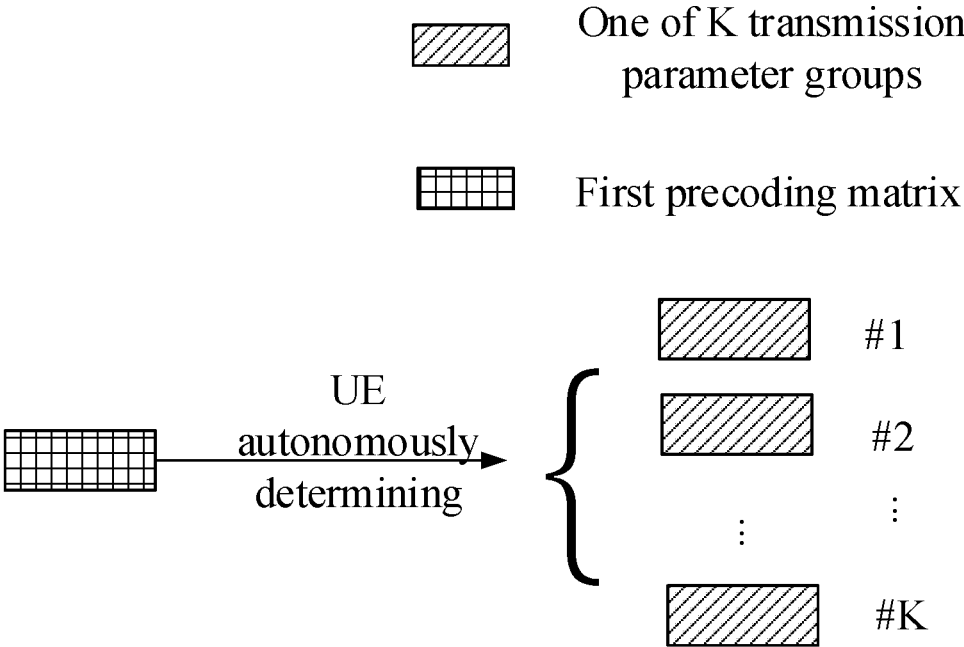 One of K transmission
parameter groups
First precoding matrix
#1
UE
autonomously
determining
#2
⋮
⋮
#K